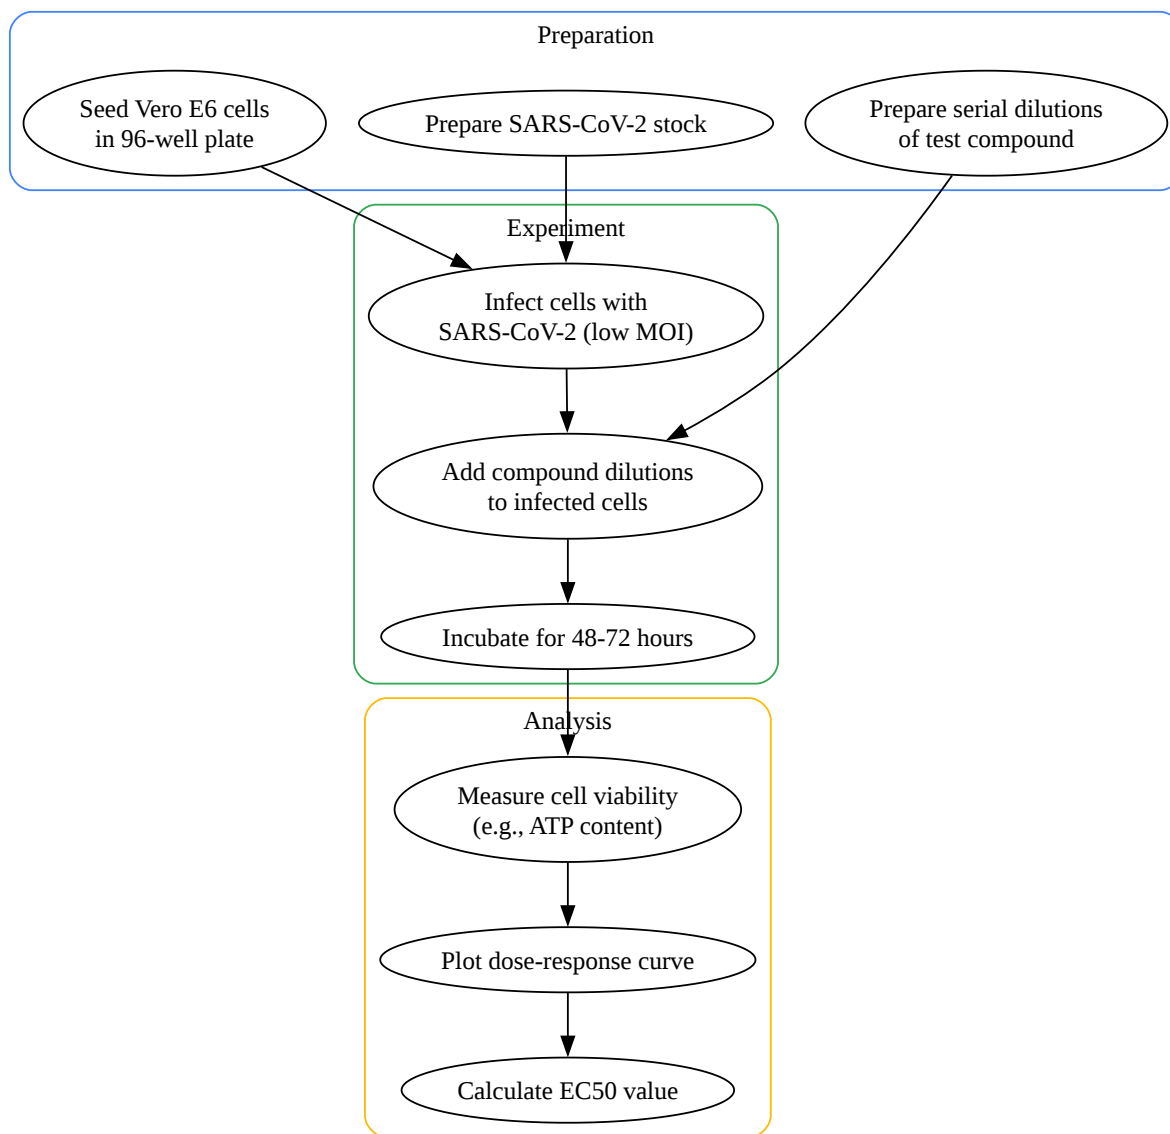 Preparation
Seed Vero E6 cells
in 96-well plate
Prepare SARS-CoV-2 stock
Prepare serial dilutions
of test compound
Experiment
Infect cells with
SARS-CoV-2 (low MOI)
Add compound dilutions
to infected cells
Incubate for 48-72 hours
Analysis
Measure cell viability
(e.g., ATP content)
Plot dose-response curve
Calculate EC50 value